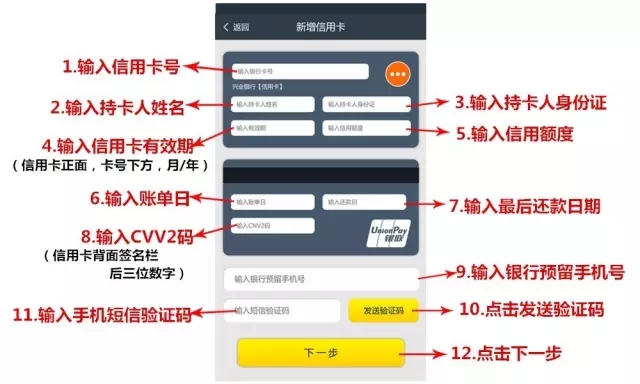 返回 新增信用卡
1.输入信用卡号
输入银行卡号
兴业银行【信用卡】
2.输入持卡人姓名
输入持卡人姓名
输入持卡人身份证
3.输入持卡人身份证
4.输入信用卡有效期
(信用卡正面,卡号下方,月/年)
输入有效期
输入信用额度
5.输入信用额度
6.输入账单日
输入账单日
输入还款日
7.输入最后还款日期
8.输入CVV2码
(信用卡背面签名栏
后三位数字)
输入CVV2码
UnionPay
银联
输入银行预留手机号
9.输入银行预留手机号
11.输入手机短信验证码
输入短信验证码
发送验证码
10.点击发送验证码
下一步
12.点击下一步